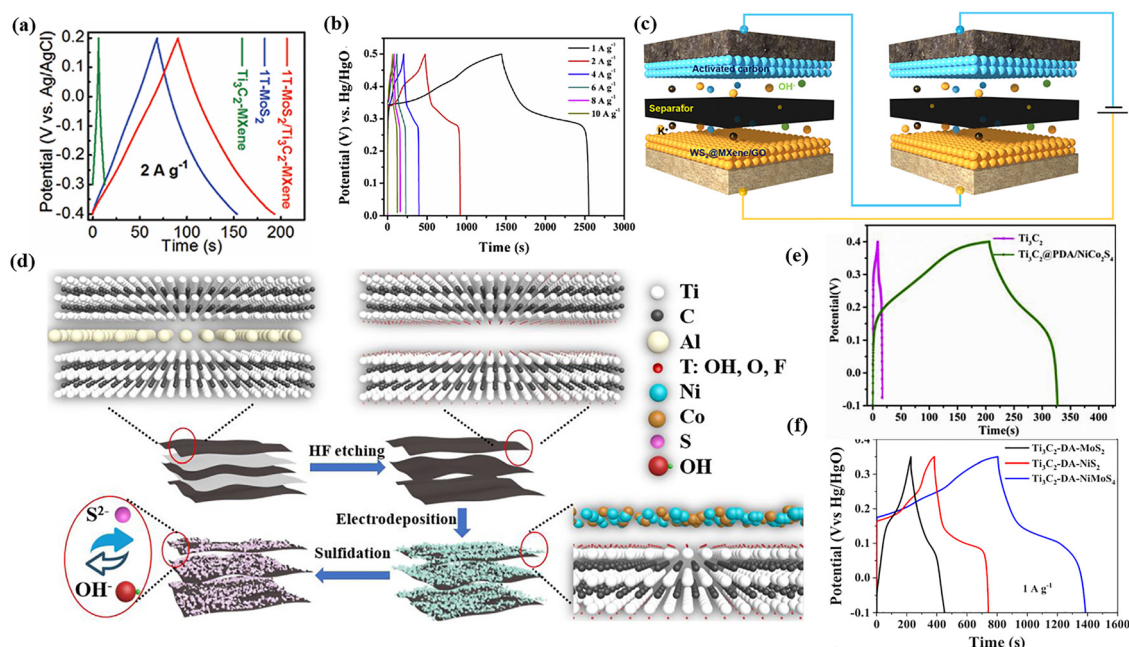 (a)
Potential (V vs. Ag/AgCl)
0.2
0.1
0.0
-0.1
-0.2
-0.3
-0.4
0 50 100 150 200
Time (s)
2 A g⁻¹
Ti₃C₂-MXene
1T-MoS₂
1T-MoS₂/Ti₃C₂-MXene
(b)
Potential (V) vs. Hg/HgO
0.5
0.4
0.3
0.2
0.1
0.0
0 500 1000 1500 2000 2500 3000
Time (s)
1 A g⁻¹
2 A g⁻¹
4 A g⁻¹
6 A g⁻¹
8 A g⁻¹
10 A g⁻¹
(c)
Activated carbon
OH⁻
Separator
K⁺
WS₂@MXene/GO
(d)
Ti
C
Al
T: OH, O, F
Ni
Co
S
OH
HF etching
Electrodeposition
Sulfidation
S²⁻
OH⁻
(e)
Potential(V)
0.4
0.3
0.2
0.1
0.0
-0.1
0 50 100 150 200 250 300 350 400
Time(s)
Ti₃C₂
Ti₃C₂@PDA/NiCo₂S₄
(f)
Potential (V vs Hg/HgO)
0.4
0.3
0.2
0.1
0.0
-0.1
0 200 400 600 800 1000 1200 1400 1600
Time (s)
Ti₃C₂-DA-MoS₂
Ti₃C₂-DA-NiS₂
Ti₃C₂-DA-NiMoS₄
1 A g⁻¹